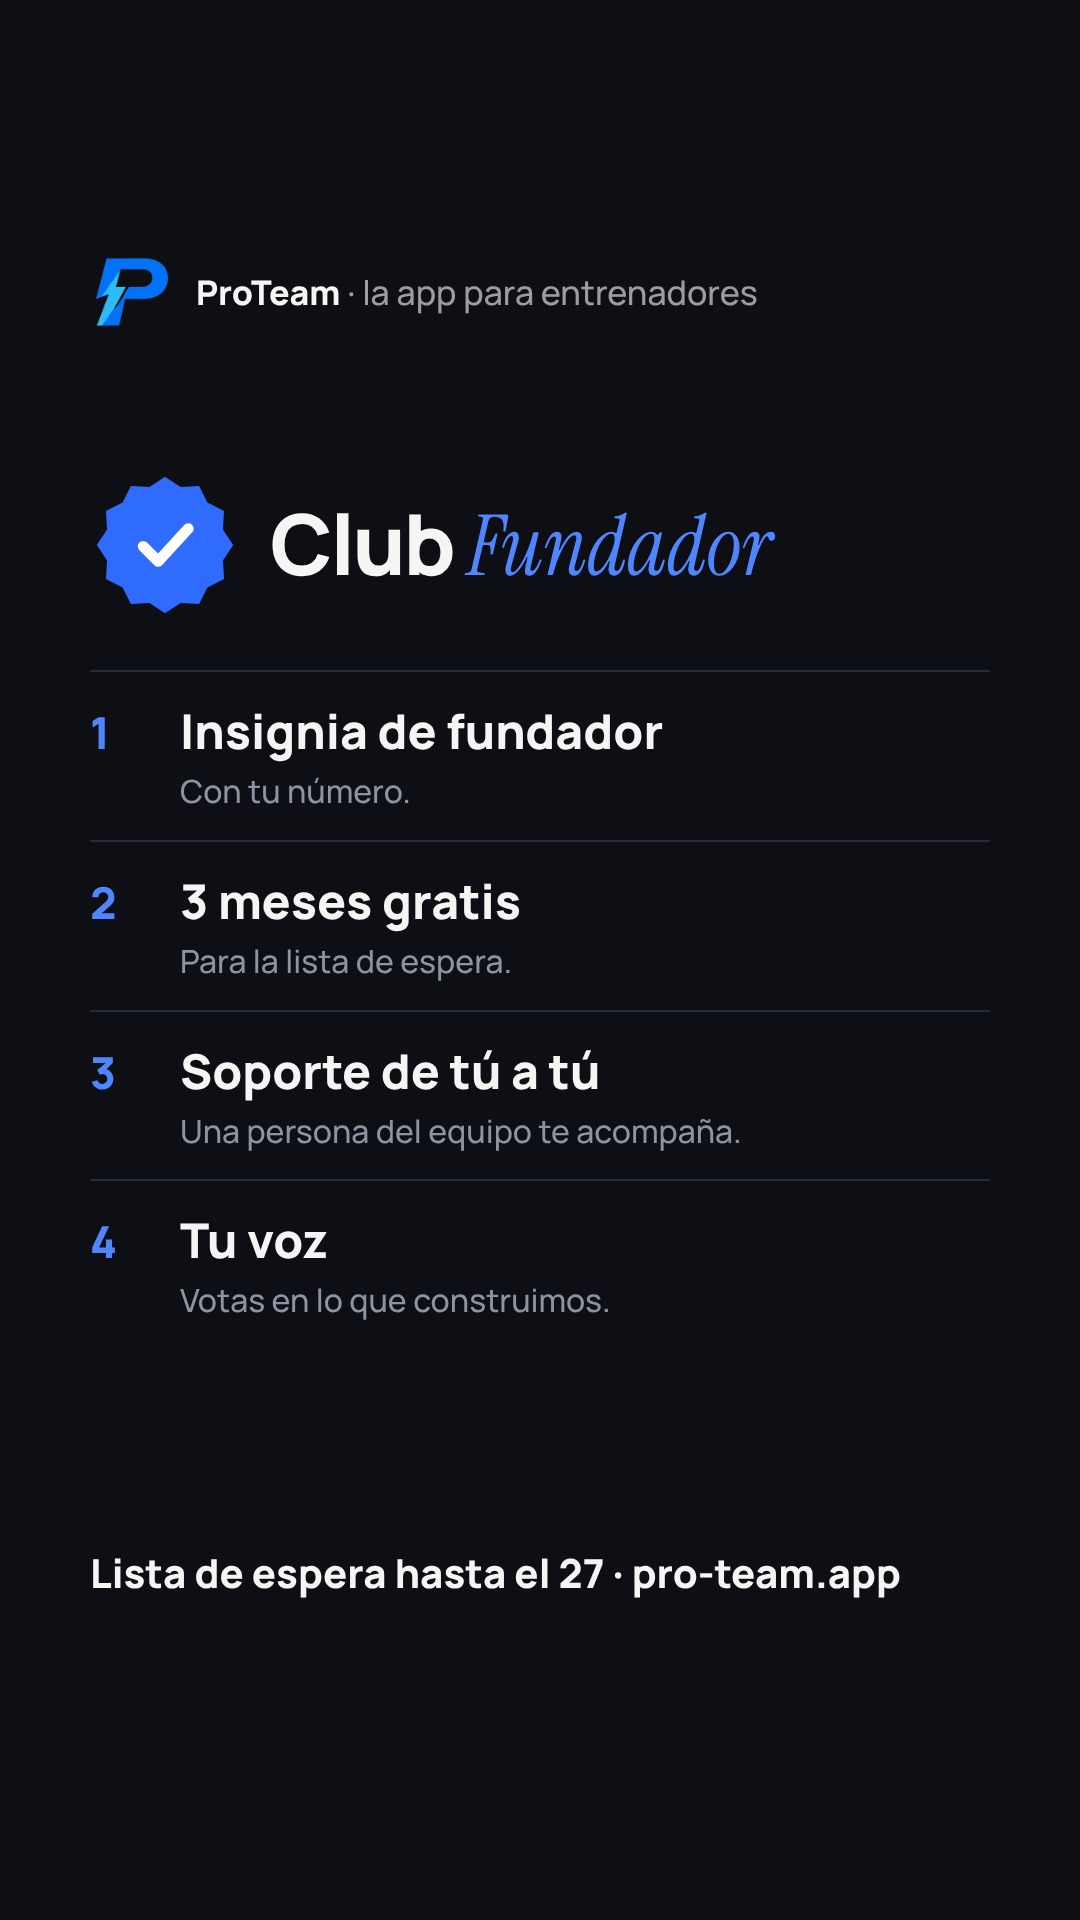 ProTeam · la app para entrenadores
Club Fundador
1 Insignia de fundador
Con tu número.
2 3 meses gratis
Para la lista de espera.
3 Soporte de tú a tú
Una persona del equipo te acompaña.
4 Tu voz
Votas en lo que construimos.
Lista de espera hasta el 27 · pro-team.app